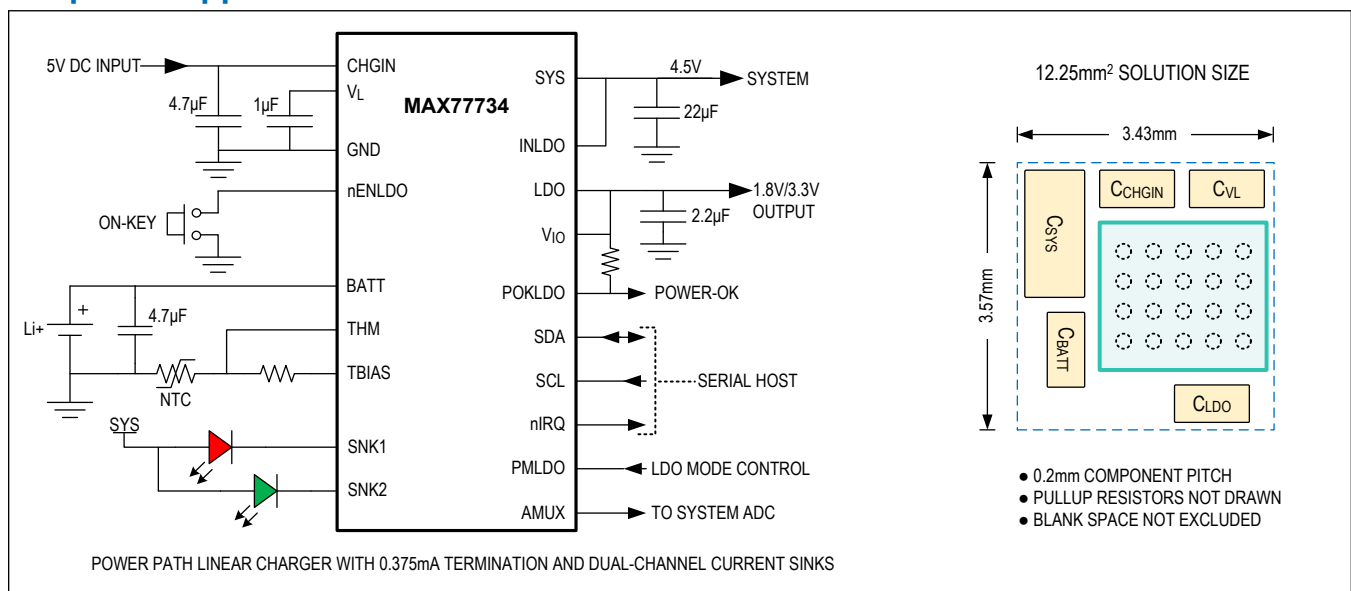 5V DC INPUT
4.7µF
1µF
CHGIN
VL
GND
nENLDO
ON-KEY
BATT
Li+
+
4.7µF
THM
TBIAS
NTC
SYS
SNK1
SNK2
MAX77734
SYS
4.5V
SYSTEM
22µF
INLDO
LDO
1.8V/3.3V
OUTPUT
2.2µF
VIO
POKLDO
POWER-OK
SDA
SCL
SERIAL HOST
nIRQ
PMLDO
LDO MODE CONTROL
AMUX
TO SYSTEM ADC
POWER PATH LINEAR CHARGER WITH 0.375mA TERMINATION AND DUAL-CHANNEL CURRENT SINKS
12.25mm² SOLUTION SIZE
3.43mm
3.57mm
CSYS
CCHGIN
CVL
CBATT
CLDO
● 0.2mm COMPONENT PITCH
● PULLUP RESISTORS NOT DRAWN
● BLANK SPACE NOT EXCLUDED